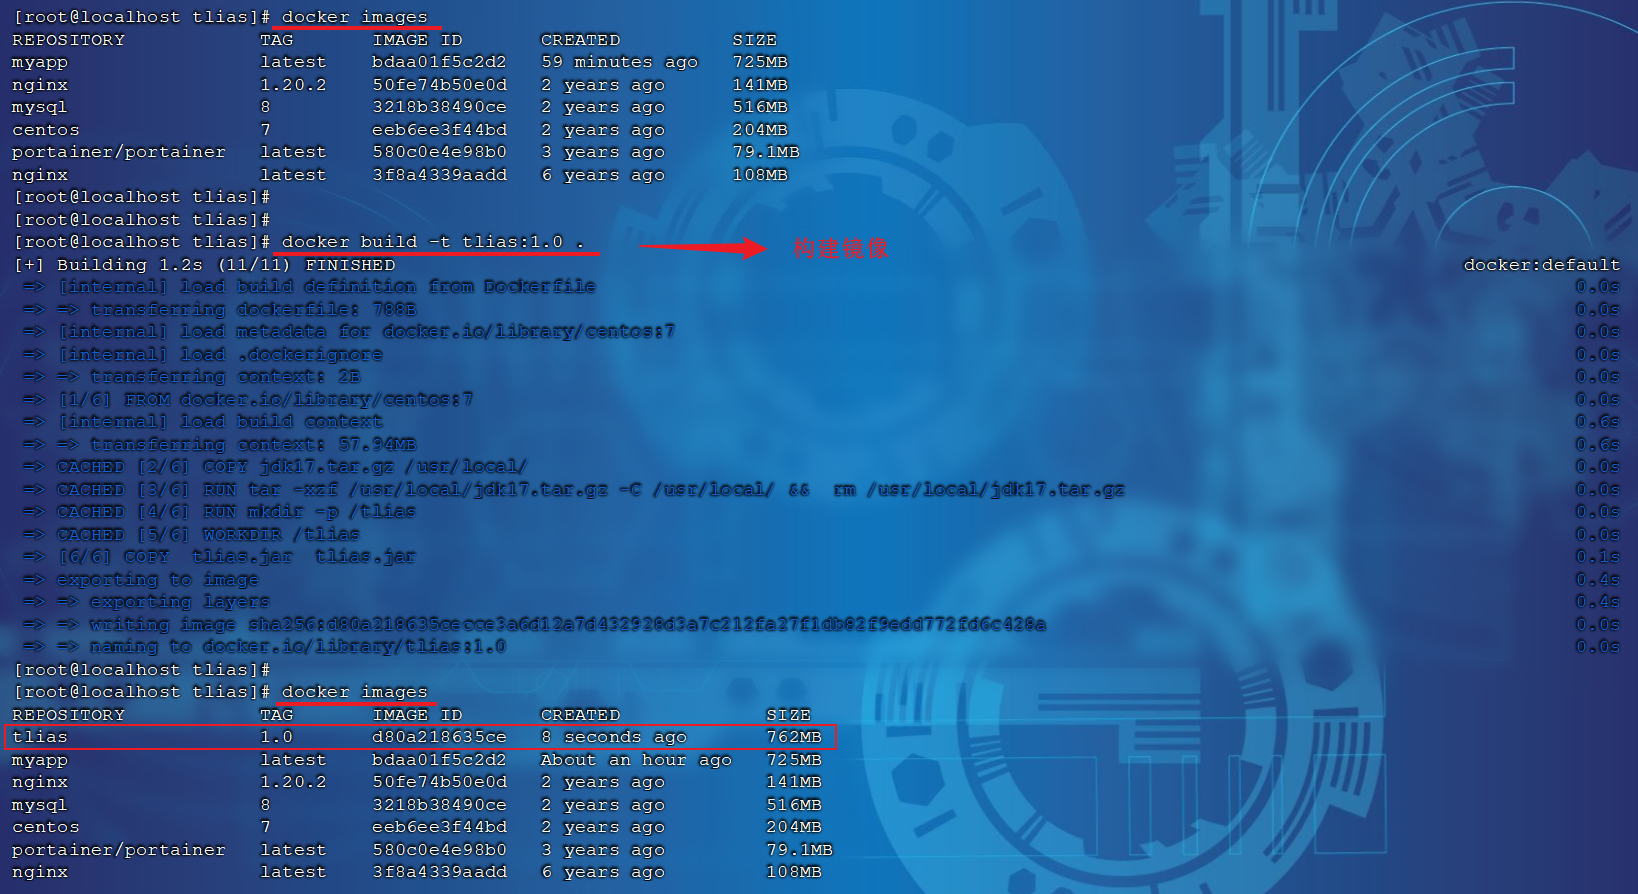 [root@localhost tlias]# docker images
REPOSITORY TAG IMAGE ID CREATED SIZE
myapp latest bdaa01f5c2d2 59 minutes ago 725MB
nginx 1.20.2 50fe74b50e0d 2 years ago 141MB
mysql 8 3218b38490ce 2 years ago 516MB
centos 7 eeb6ee3f44bd 2 years ago 204MB
portainer/portainer latest 580c0e4e98b0 3 years ago 79.1MB
nginx latest 3f8a4339aadd 6 years ago 108MB
[root@localhost tlias]#
[root@localhost tlias]#
[root@localhost tlias]# docker build -t tlias:1.0 . 构建镜像
[+] Building 1.2s (11/11) FINISHED docker:default
=> [internal] load build definition from Dockerfile 0.0s
=> => transferring dockerfile: 788B 0.0s
=> [internal] load metadata for docker.io/library/centos:7 0.0s
=> [internal] load .dockerignore 0.0s
=> => transferring context: 2B 0.0s
=> [1/6] FROM docker.io/library/centos:7 0.0s
=> [internal] load build context 0.6s
=> => transferring context: 57.94MB 0.6s
=> CACHED [2/6] COPY jdk17.tar.gz /usr/local/ 0.0s
=> CACHED [3/6] RUN tar -xzf /usr/local/jdk17.tar.gz -C /usr/local/ && rm /usr/local/jdk17.tar.gz 0.0s
=> CACHED [4/6] RUN mkdir -p /tlias 0.0s
=> CACHED [5/6] WORKDIR /tlias 0.0s
=> [6/6] COPY tlias.jar tlias.jar 0.1s
=> exporting to image 0.4s
=> => exporting layers 0.4s
=> => writing image sha256:d80a218635cecce3a6d12a7d432928d3a7c212fa27f1db82f9edd772fd6c428a 0.0s
=> => naming to docker.io/library/tlias:1.0 0.0s
[root@localhost tlias]#
[root@localhost tlias]# docker images
REPOSITORY TAG IMAGE ID CREATED SIZE
tlias 1.0 d80a218635ce 8 seconds ago 762MB
myapp latest bdaa01f5c2d2 About an hour ago 725MB
nginx 1.20.2 50fe74b50e0d 2 years ago 141MB
mysql 8 3218b38490ce 2 years ago 516MB
centos 7 eeb6ee3f44bd 2 years ago 204MB
portainer/portainer latest 580c0e4e98b0 3 years ago 79.1MB
nginx latest 3f8a4339aadd 6 years ago 108MB